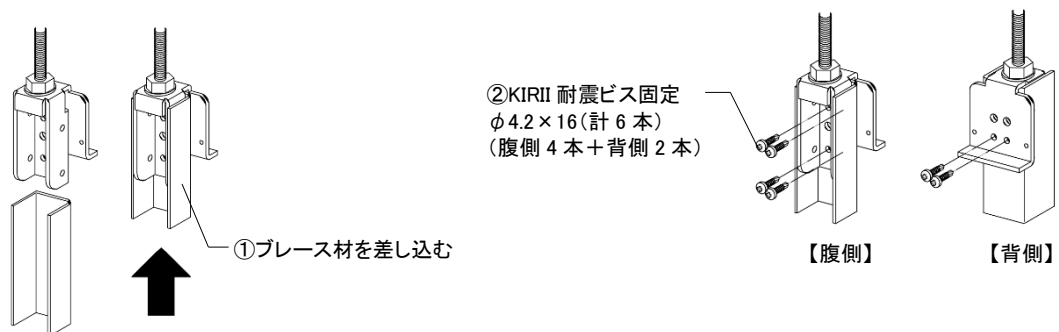 ①ブレース材を差し込む
②KIRII 耐震ビス固定
φ4.2×16(計 6 本)
(腹側 4 本+背側 2 本)
【腹側】
【背側】